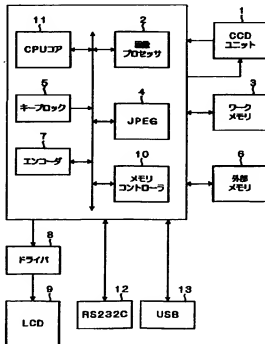 11
CPUコア
2
画像
プロセッサ
1
CCD
ユニット
5
キーブロック
4
JPEG
3
ワーク
メモリ
7
エンコーダ
10
メモリ
コントローラ
6
外部
メモリ
8
ドライバ
9
LCD
12
RS232C
13
USB